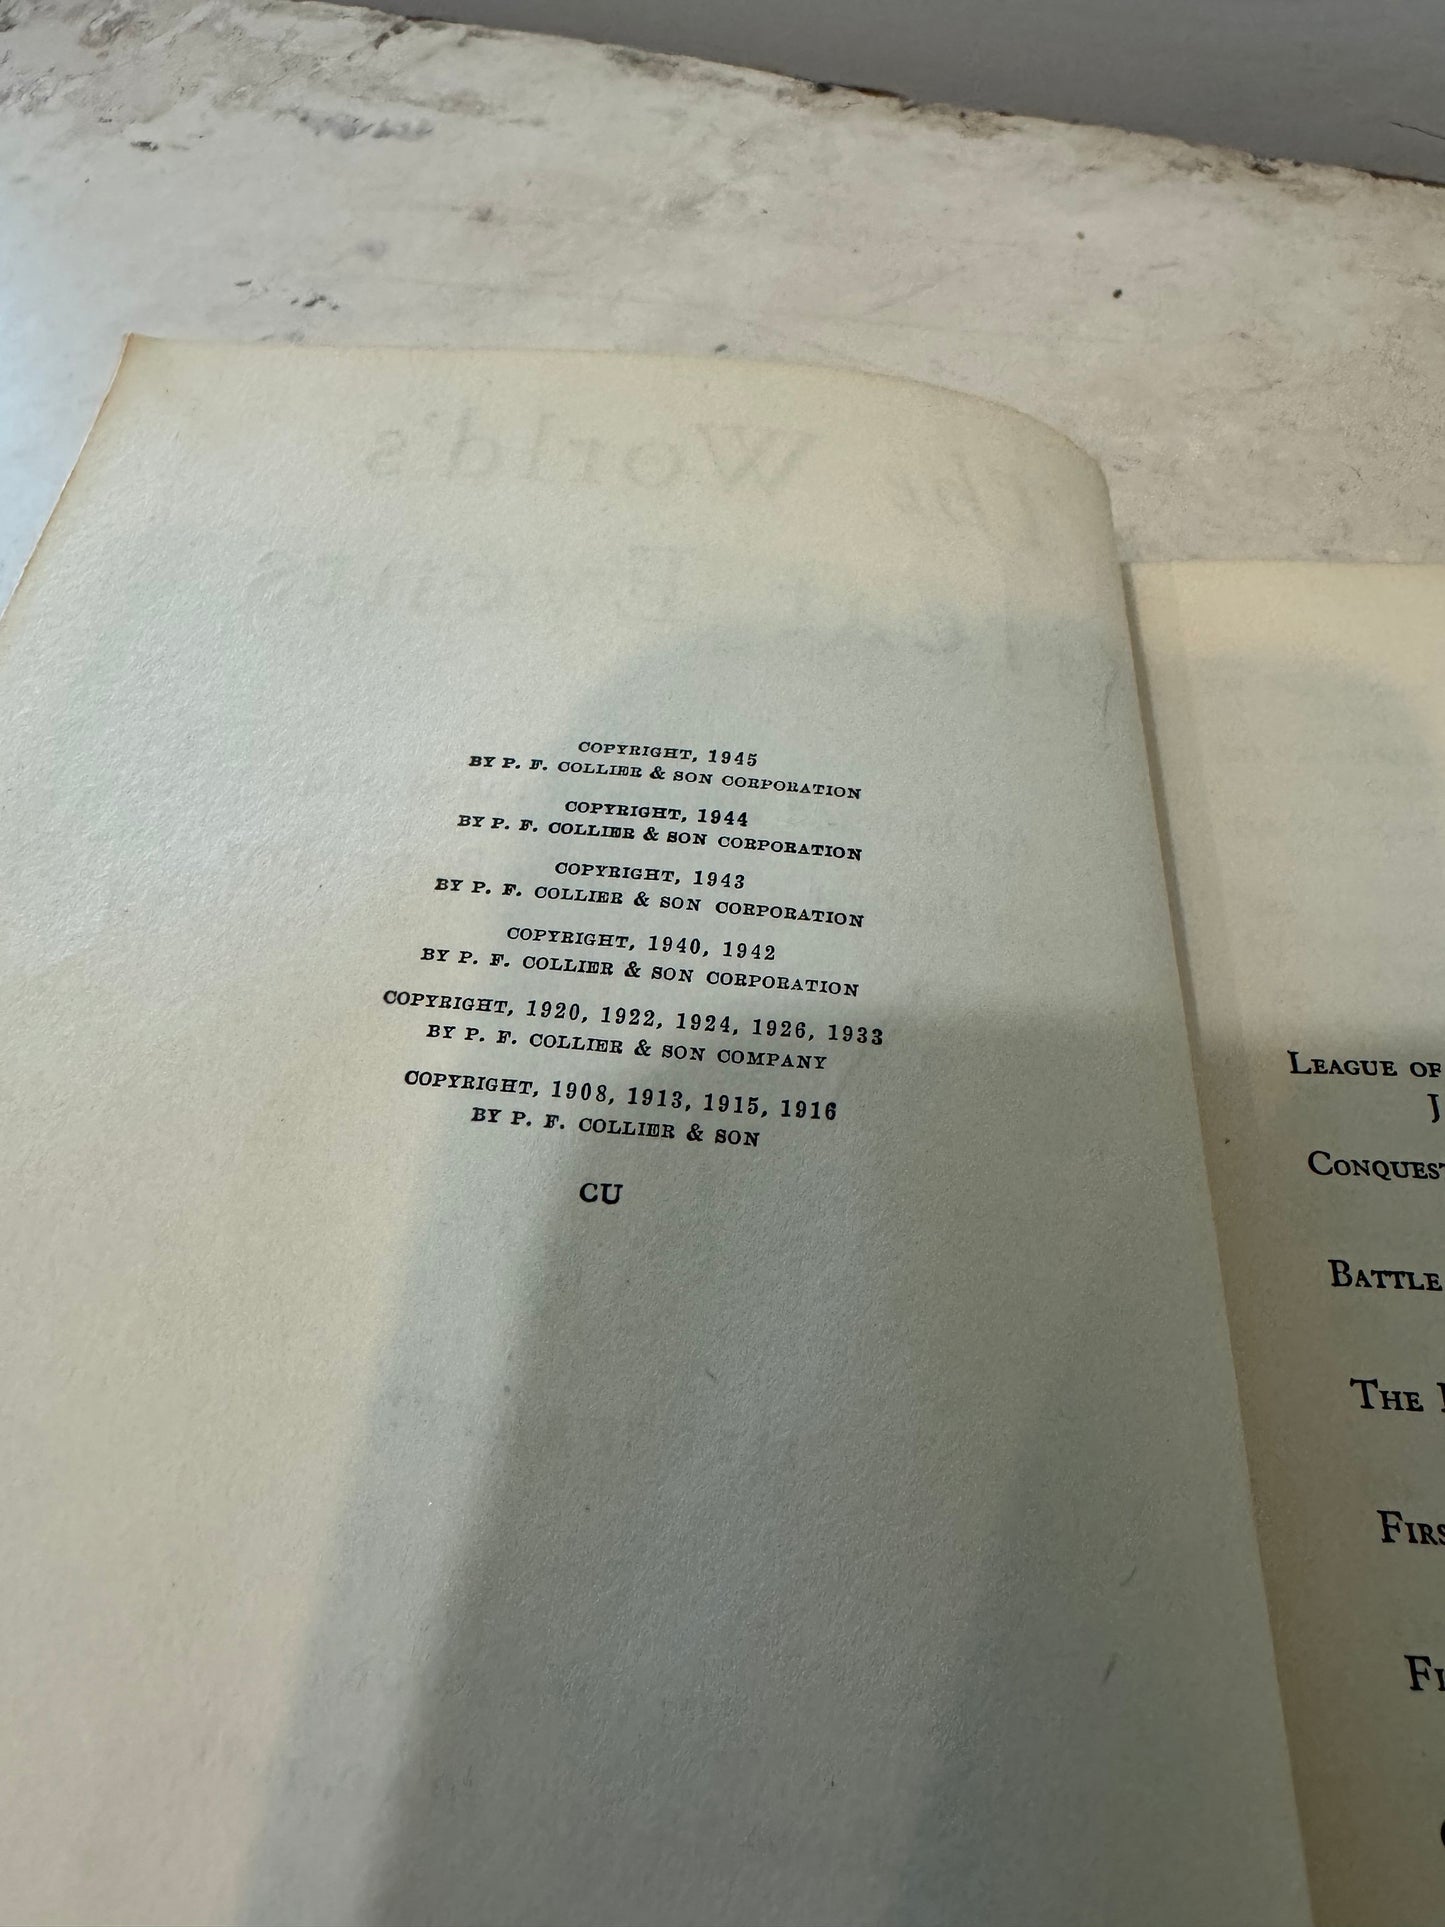 COPYRIGHT, 1945
BY P. F. COLLIER & SON CORPORATION
COPYRIGHT, 1944
BY P. F. COLLIER & SON CORPORATION
COPYRIGHT, 1943
BY P. F. COLLIER & SON CORPORATION
COPYRIGHT, 1940, 1942
BY P. F. COLLIER & SON CORPORATION
COPYRIGHT, 1920, 1922, 1924, 1926, 1933
BY P. F. COLLIER & SON COMPANY
COPYRIGHT, 1908, 1913, 1915, 1916
BY P. F. COLLIER & SON
CU
LEAGUE OF
CONQUEST
BATTLE
THE